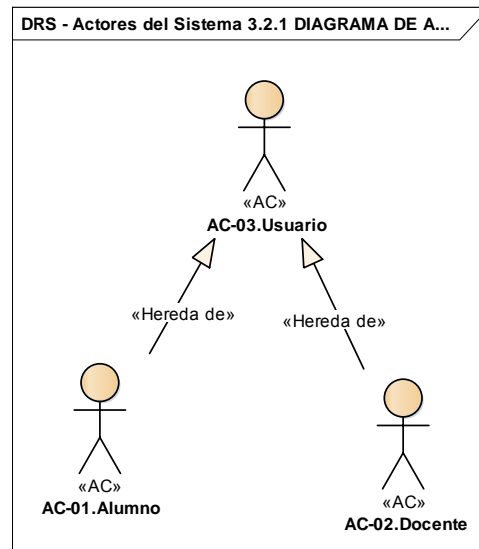 DRS - Actores del Sistema 3.2.1 DIAGRAMA DE A...
«AC»
AC-03.Usuario
«Hereda de»
«Hereda de»
«AC»
AC-01.Alumno
«AC»
AC-02.Docente